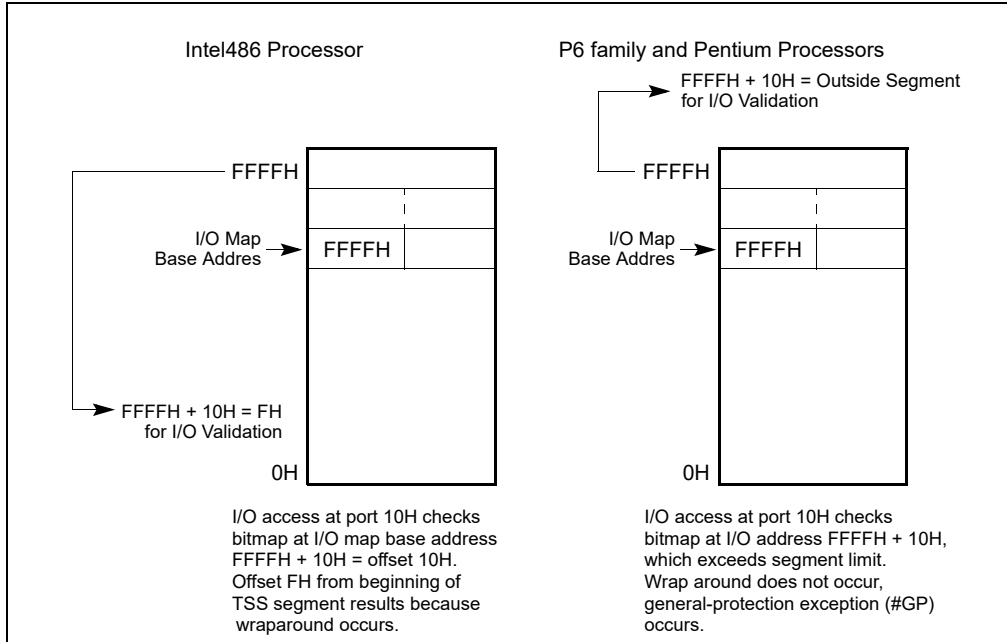 Intel486 Processor
P6 family and Pentium Processors
FFFFH + 10H = Outside Segment
for I/O Validation
FFFFH
FFFFH
I/O Map
Base Addres
FFFFH
I/O Map
Base Addres
FFFFH
FFFFH + 10H = FH
for I/O Validation
0H
0H
I/O access at port 10H checks
bitmap at I/O map base address
FFFFH + 10H = offset 10H.
Offset FH from beginning of
TSS segment results because
wraparound occurs.
I/O access at port 10H checks
bitmap at I/O address FFFFH + 10H,
which exceeds segment limit.
Wrap around does not occur,
general-protection exception (#GP)
occurs.